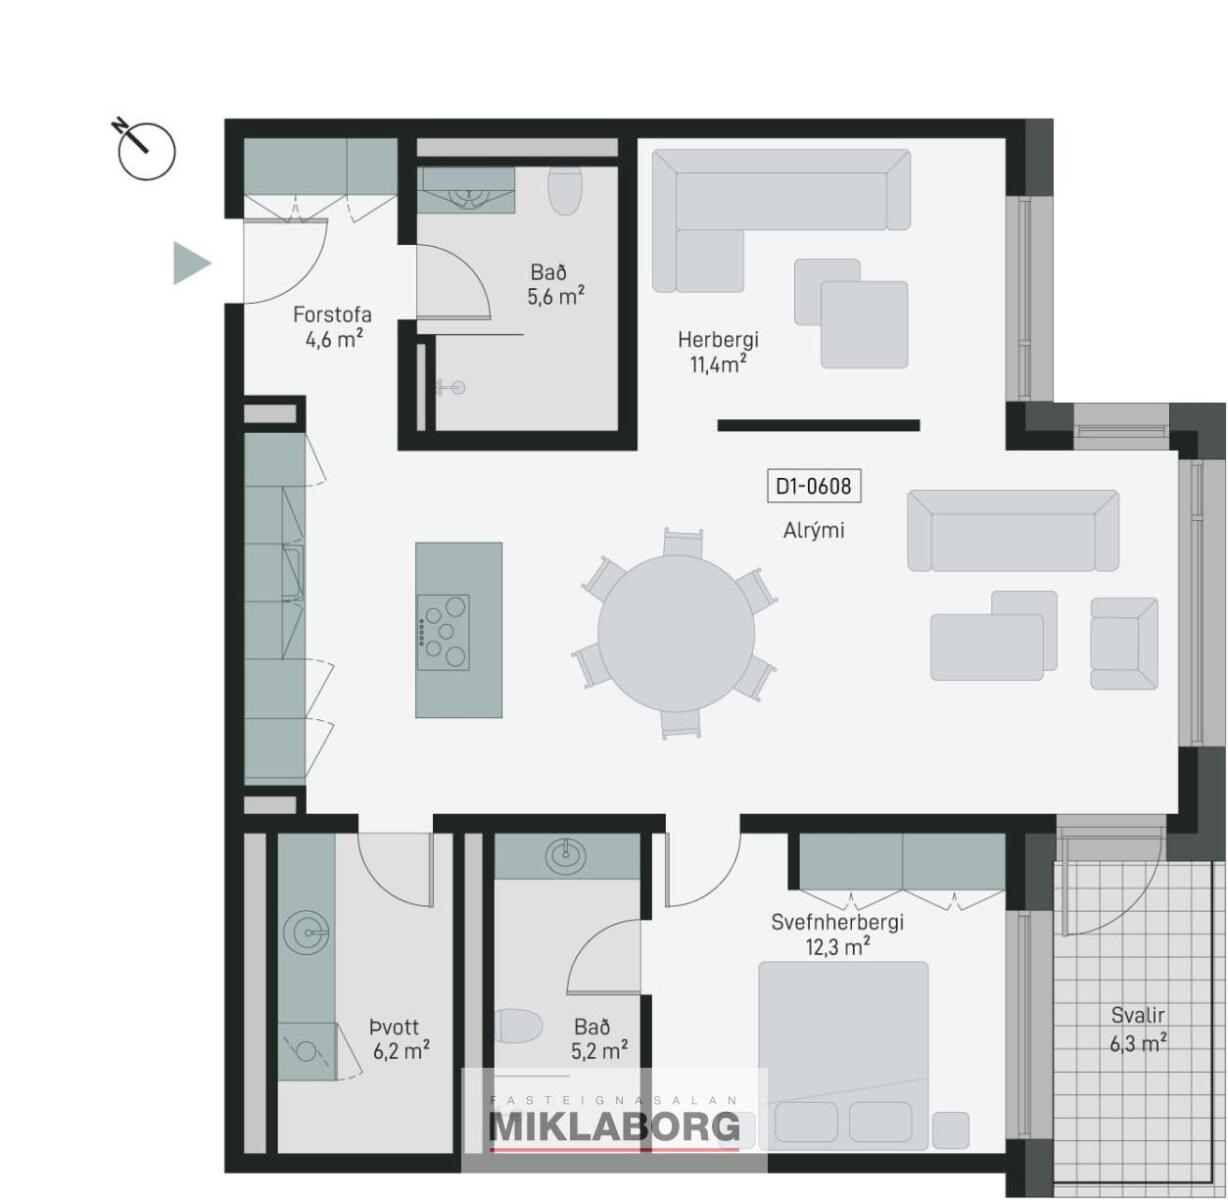 N
Forstofa
4,6 m²
Bað
5,6 m²
Herbergi
11,4m²
D1-0608
Alrými
Svefnherbergi
12,3 m²
Þvott
6,2 m²
Bað
5,2 m²
Svalir
6,3 m²
FASTEIGNASALAN
MIKLABORG